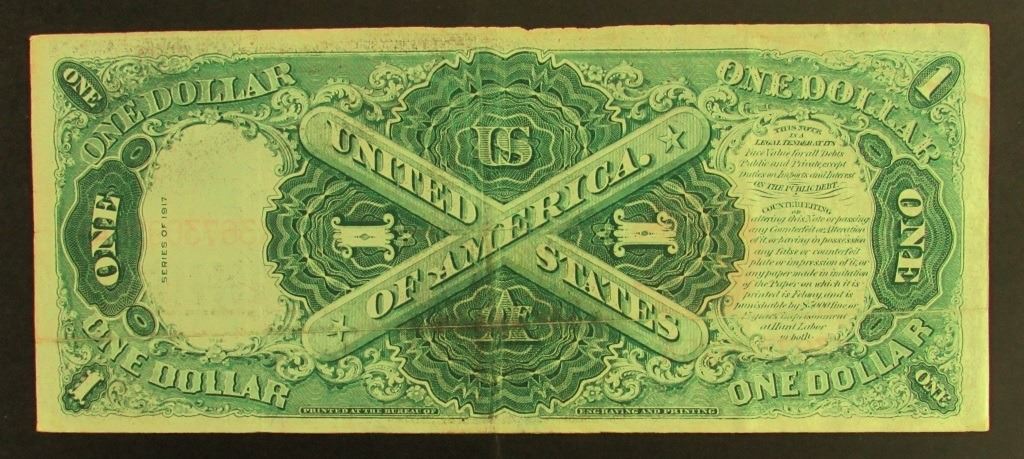 ONE
ONE DOLLAR
ONE DOLLAR
1
US
UNITED STATES
OF AMERICA.
1
1
ONE
SERIES OF 1917
THIS NOTE
IS A
LEGAL TENDER AT ITS
Face Value for all Debts
Public and Private, except
Duties on Imports and Interest
ON THE PUBLIC DEBT.
COUNTERFEITING
OR
altering this Note or passing
any Counterfeit or Alteration
of it, or having in possession
any false or counterfeit
plate or impression of it, or
any paper made in imitation
of the Paper on which it is
printed is Felony, and is
punishable by $5000 fine or
imprisonment
at Hard Labor
or both.
ONE
ONE DOLLAR
1
ONE DOLLAR
ONE
PRINTED AT THE BUREAU OF
ENGRAVING AND PRINTING